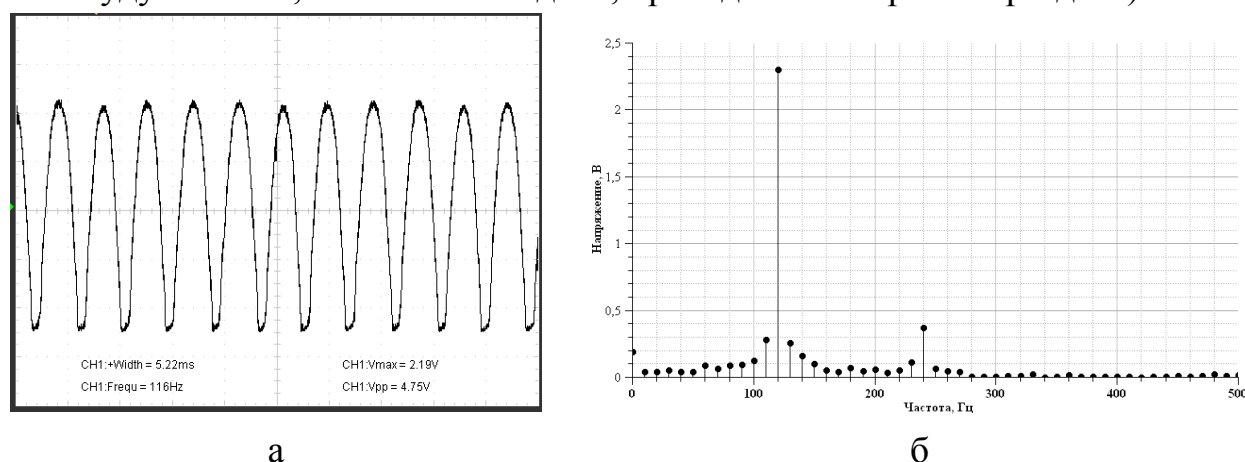 CH1:+Width = 5.22ms
CH1:Vmax = 2.19V
CH1:Frequ = 116Hz
CH1:Vpp = 4.75V
Напряжение, В
2,5
2
1,5
1
0,5
0
0
100
200
300
400
500
Частота, Гц
а
б